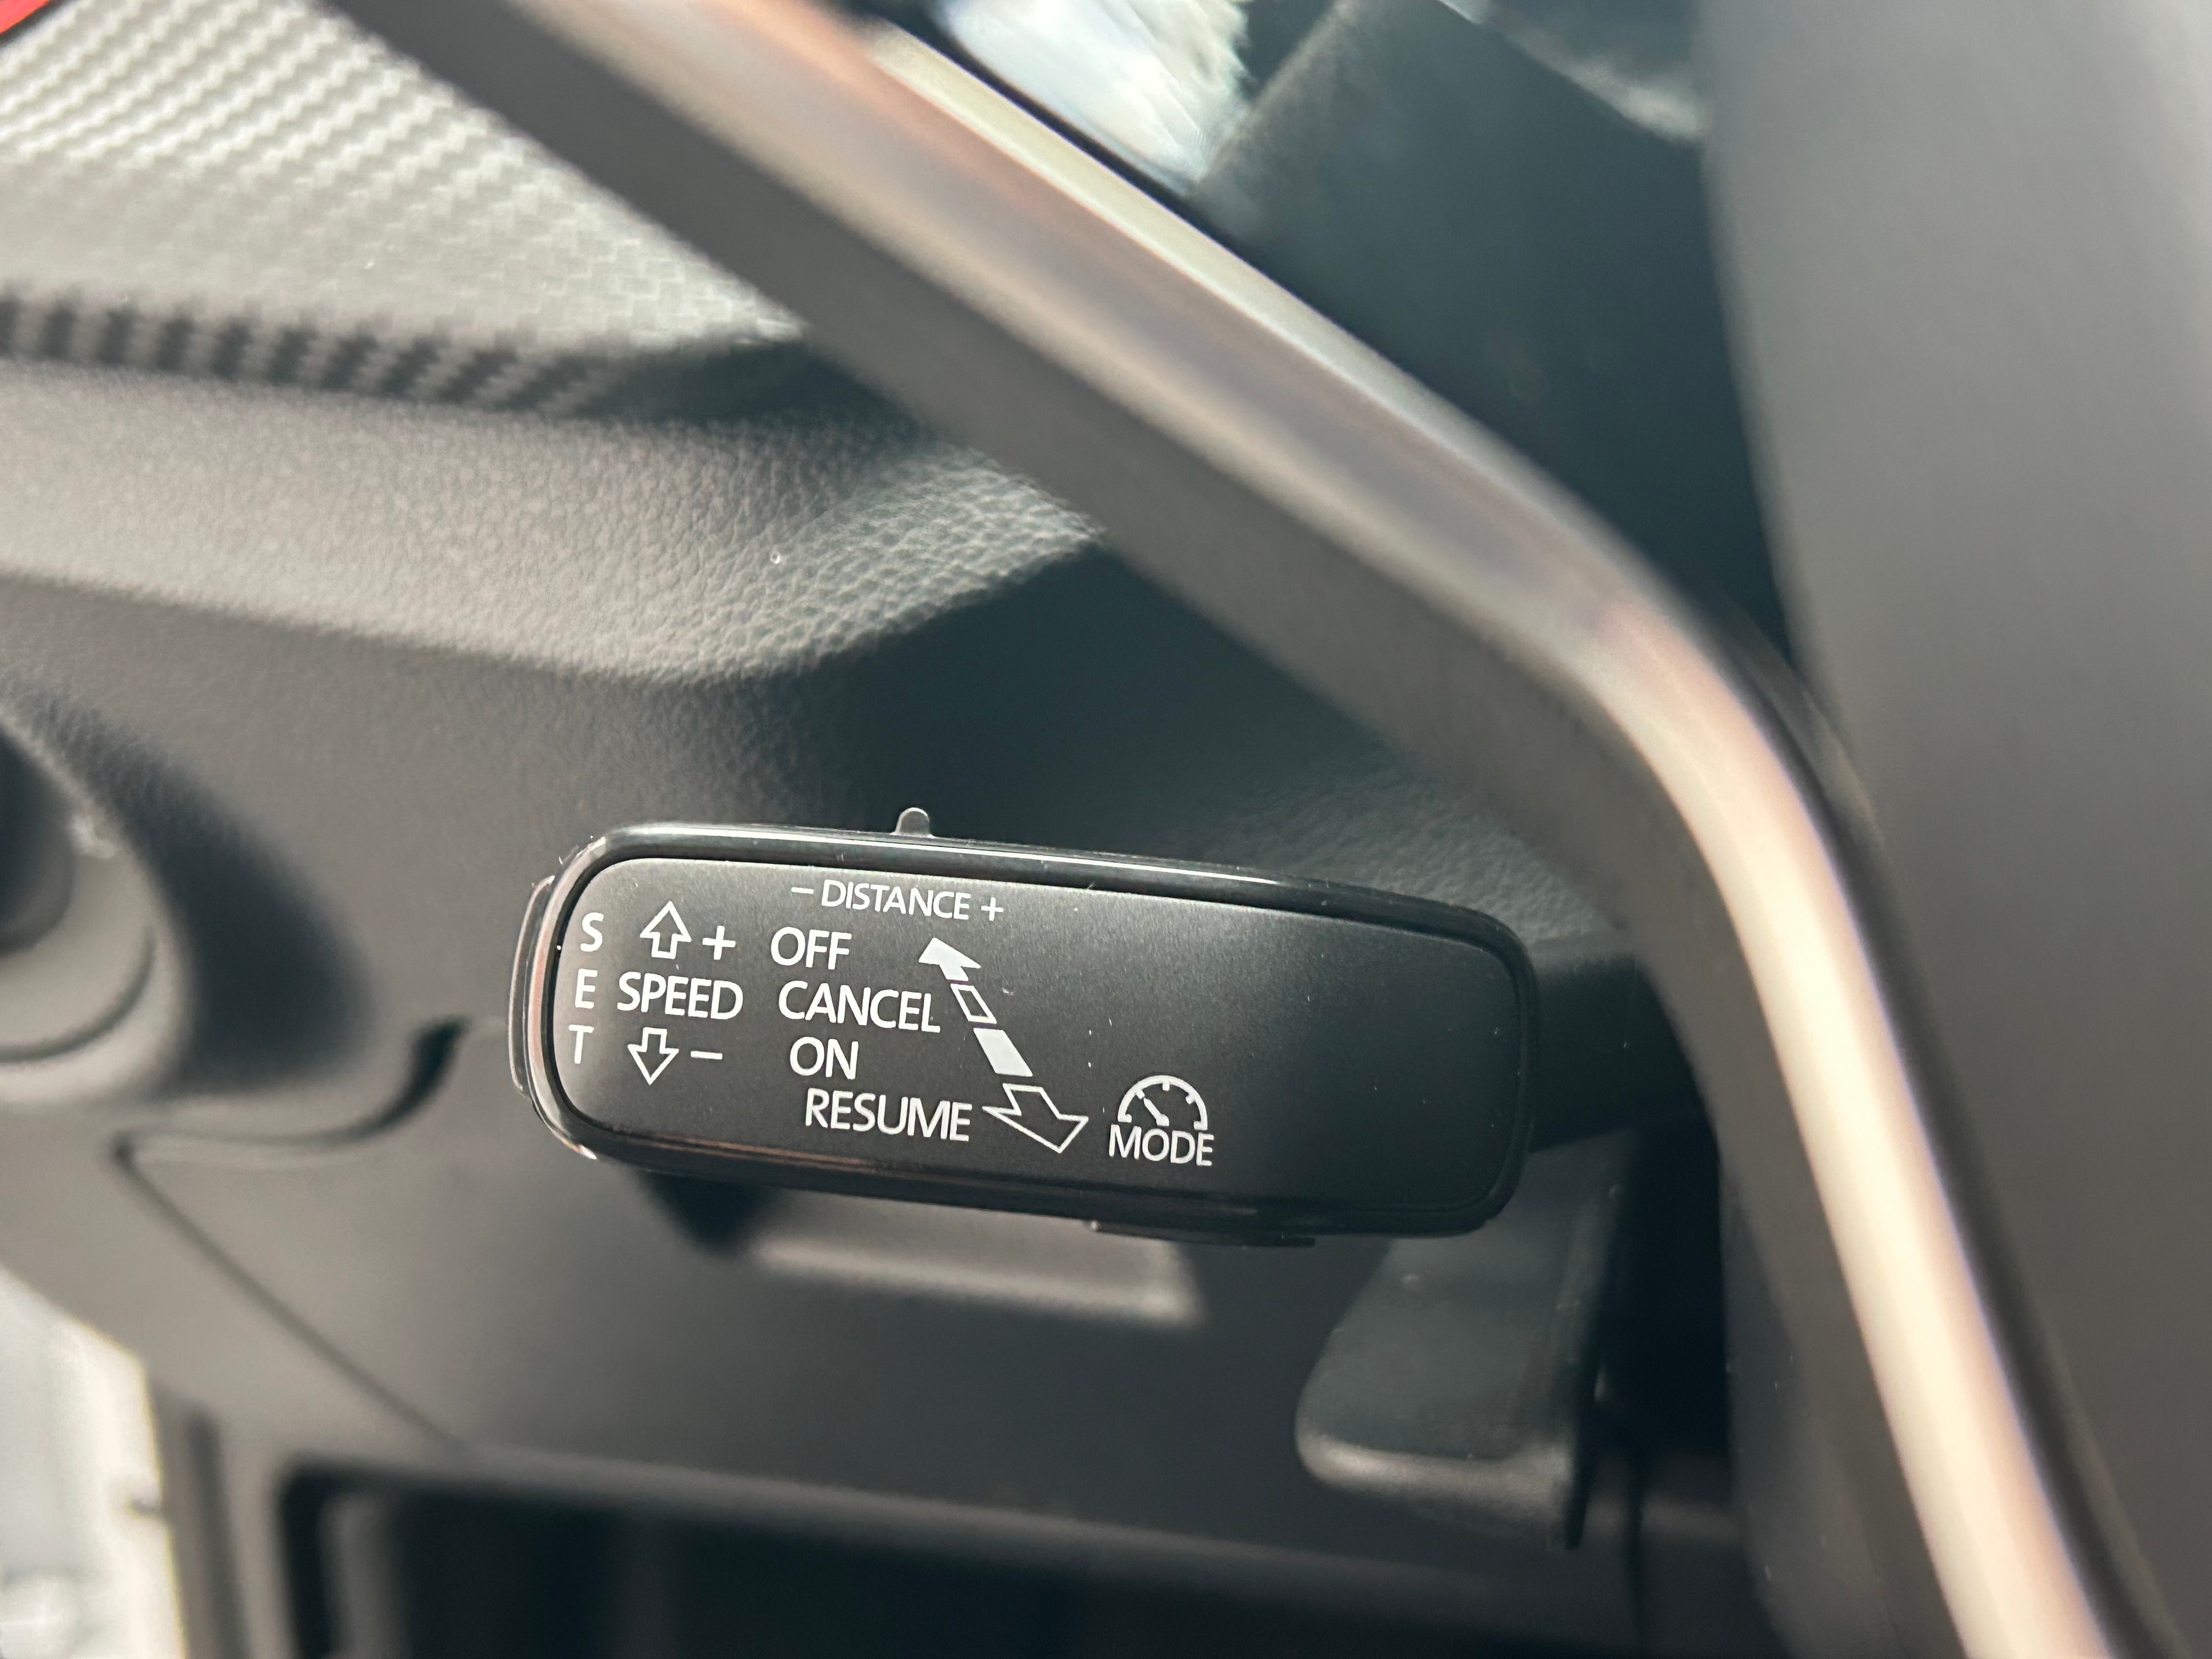 − DISTANCE +
S + OFF
E SPEED CANCEL
T − ON
RESUME
MODE